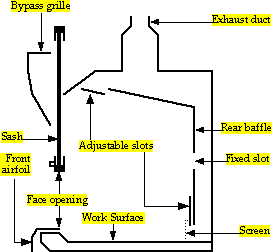 Bypass grille
Exhaust duct
Rear baffle
Sash
Adjustable slots
Front
airfoil
Fixed slot
Face opening
Work Surface
Screen